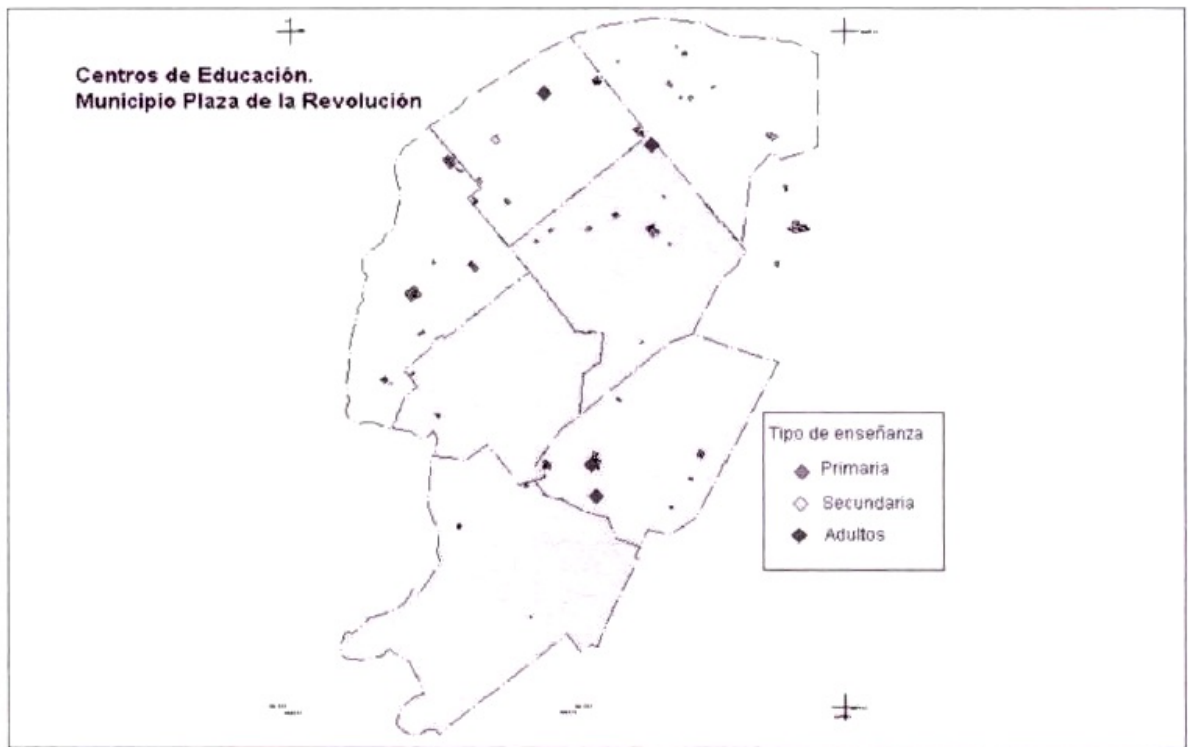 Centros de Educación.
Municipio Plaza de la Revolución
Tipo de enseñanza
Primaria
Secundaria
Adultos